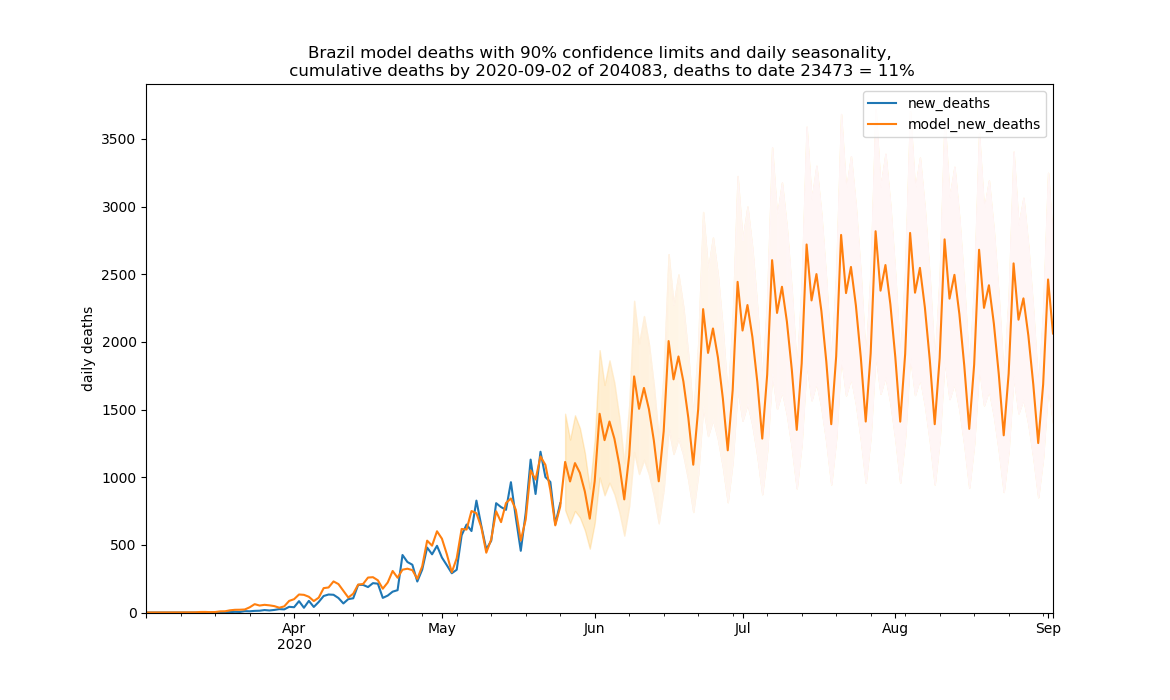 Brazil model deaths with 90% confidence limits and daily seasonality,
cumulative deaths by 2020-09-02 of 204083, deaths to date 23473 = 11%
new_deaths
model_new_deaths
3500
3000
2500
2000
1500
1000
500
0
daily deaths
Apr
2020
May
Jun
Jul
Aug
Sep